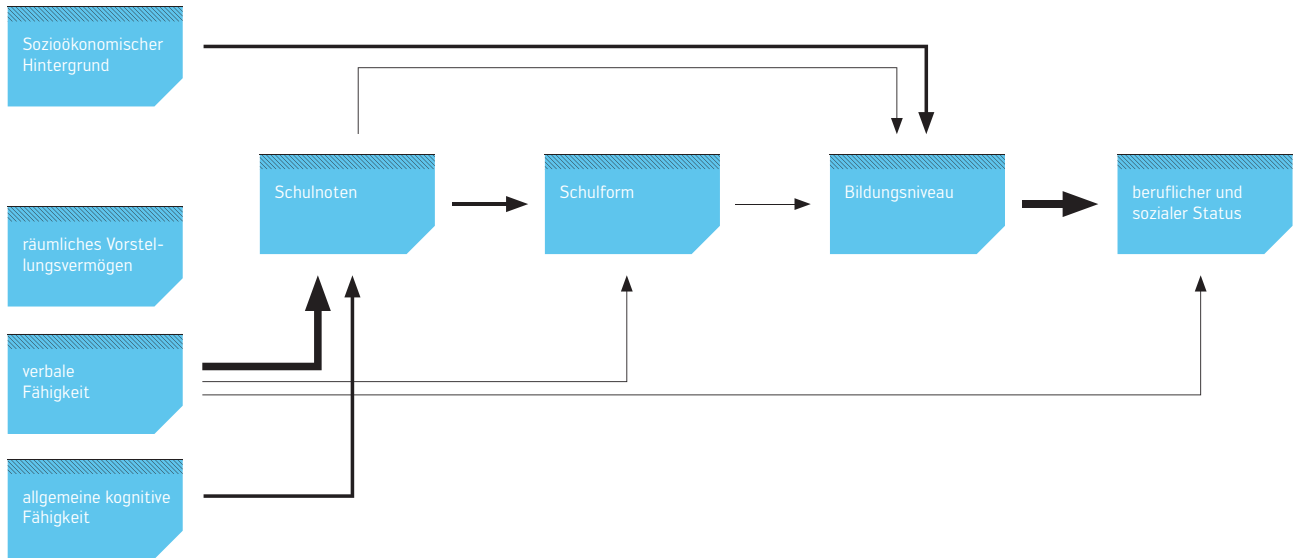 Sozioökonomischer
Hintergrund
Schulnoten
Schulform
Bildungsniveau
beruflicher und
sozialer Status
räumliches Vorstel-
lungsvermögen
verbale
Fähigkeit
allgemeine kognitive
Fähigkeit